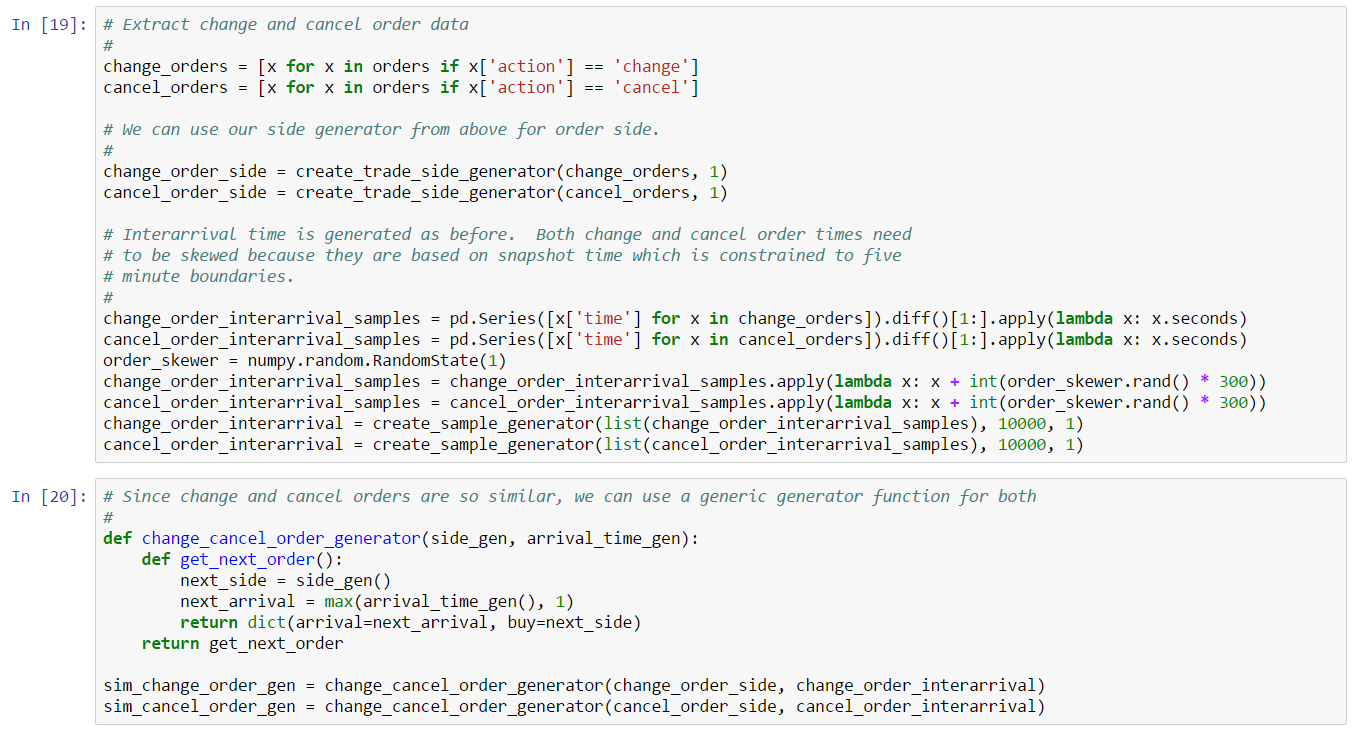 In [19]: # Extract change and cancel order data
#
change_orders = [x for x in orders if x['action'] == 'change']
cancel_orders = [x for x in orders if x['action'] == 'cancel']

# We can use our side generator from above for order side.
#
change_order_side = create_trade_side_generator(change_orders, 1)
cancel_order_side = create_trade_side_generator(cancel_orders, 1)

# Interarrival time is generated as before.  Both change and cancel order times need
# to be skewed because they are based on snapshot time which is constrained to five
# minute boundaries.
#
change_order_interarrival_samples = pd.Series([x['time'] for x in change_orders]).diff()[1:].apply(lambda x: x.seconds)
cancel_order_interarrival_samples = pd.Series([x['time'] for x in cancel_orders]).diff()[1:].apply(lambda x: x.seconds)
order_skewer = numpy.random.RandomState(1)
change_order_interarrival_samples = change_order_interarrival_samples.apply(lambda x: x + int(order_skewer.rand() * 300))
cancel_order_interarrival_samples = cancel_order_interarrival_samples.apply(lambda x: x + int(order_skewer.rand() * 300))
change_order_interarrival = create_sample_generator(list(change_order_interarrival_samples), 10000, 1)
cancel_order_interarrival = create_sample_generator(list(cancel_order_interarrival_samples), 10000, 1)

In [20]: # Since change and cancel orders are so similar, we can use a generic generator function for both
#
def change_cancel_order_generator(side_gen, arrival_time_gen):
    def get_next_order():
        next_side = side_gen()
        next_arrival = max(arrival_time_gen(), 1)
        return dict(arrival=next_arrival, buy=next_side)
    return get_next_order

sim_change_order_gen = change_cancel_order_generator(change_order_side, change_order_interarrival)
sim_cancel_order_gen = change_cancel_order_generator(cancel_order_side, cancel_order_interarrival)